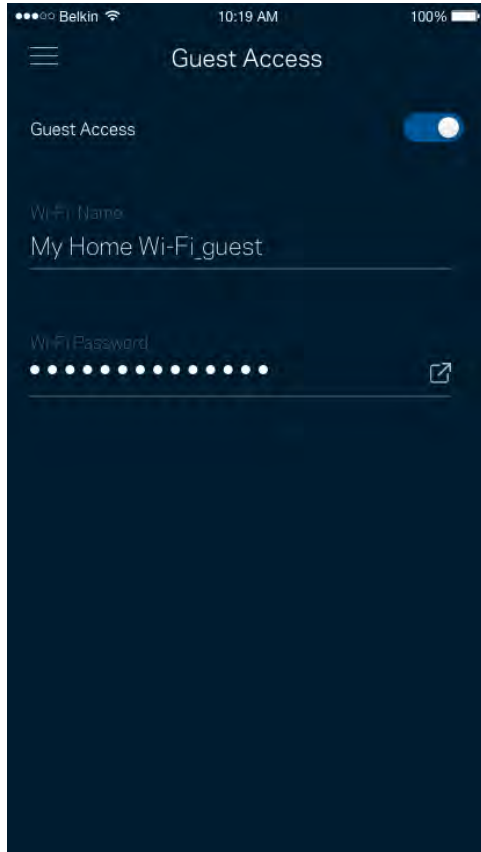 Belkin 10:19 AM 100%
Guest Access
Guest Access
Wi-Fi Name
My Home Wi-Fi_guest
Wi-Fi Password
●●●●●●●●●●●●●●